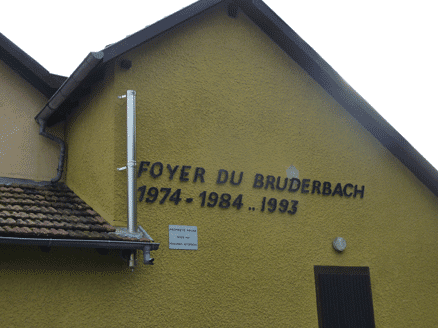 FOYER DU BRUDERBACH
1974 - 1984 .. 1993